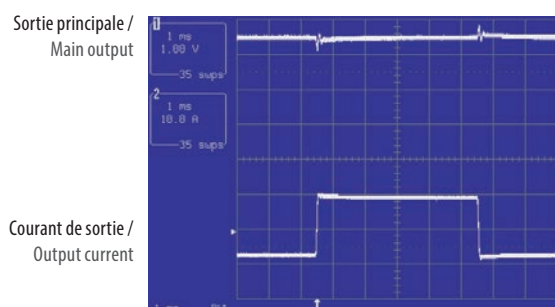 Sortie principale /
Main output
1
1 ms
1.00 V
35 swps
2
1 ms
10.0 A
35 swps
Courant de sortie /
Output current